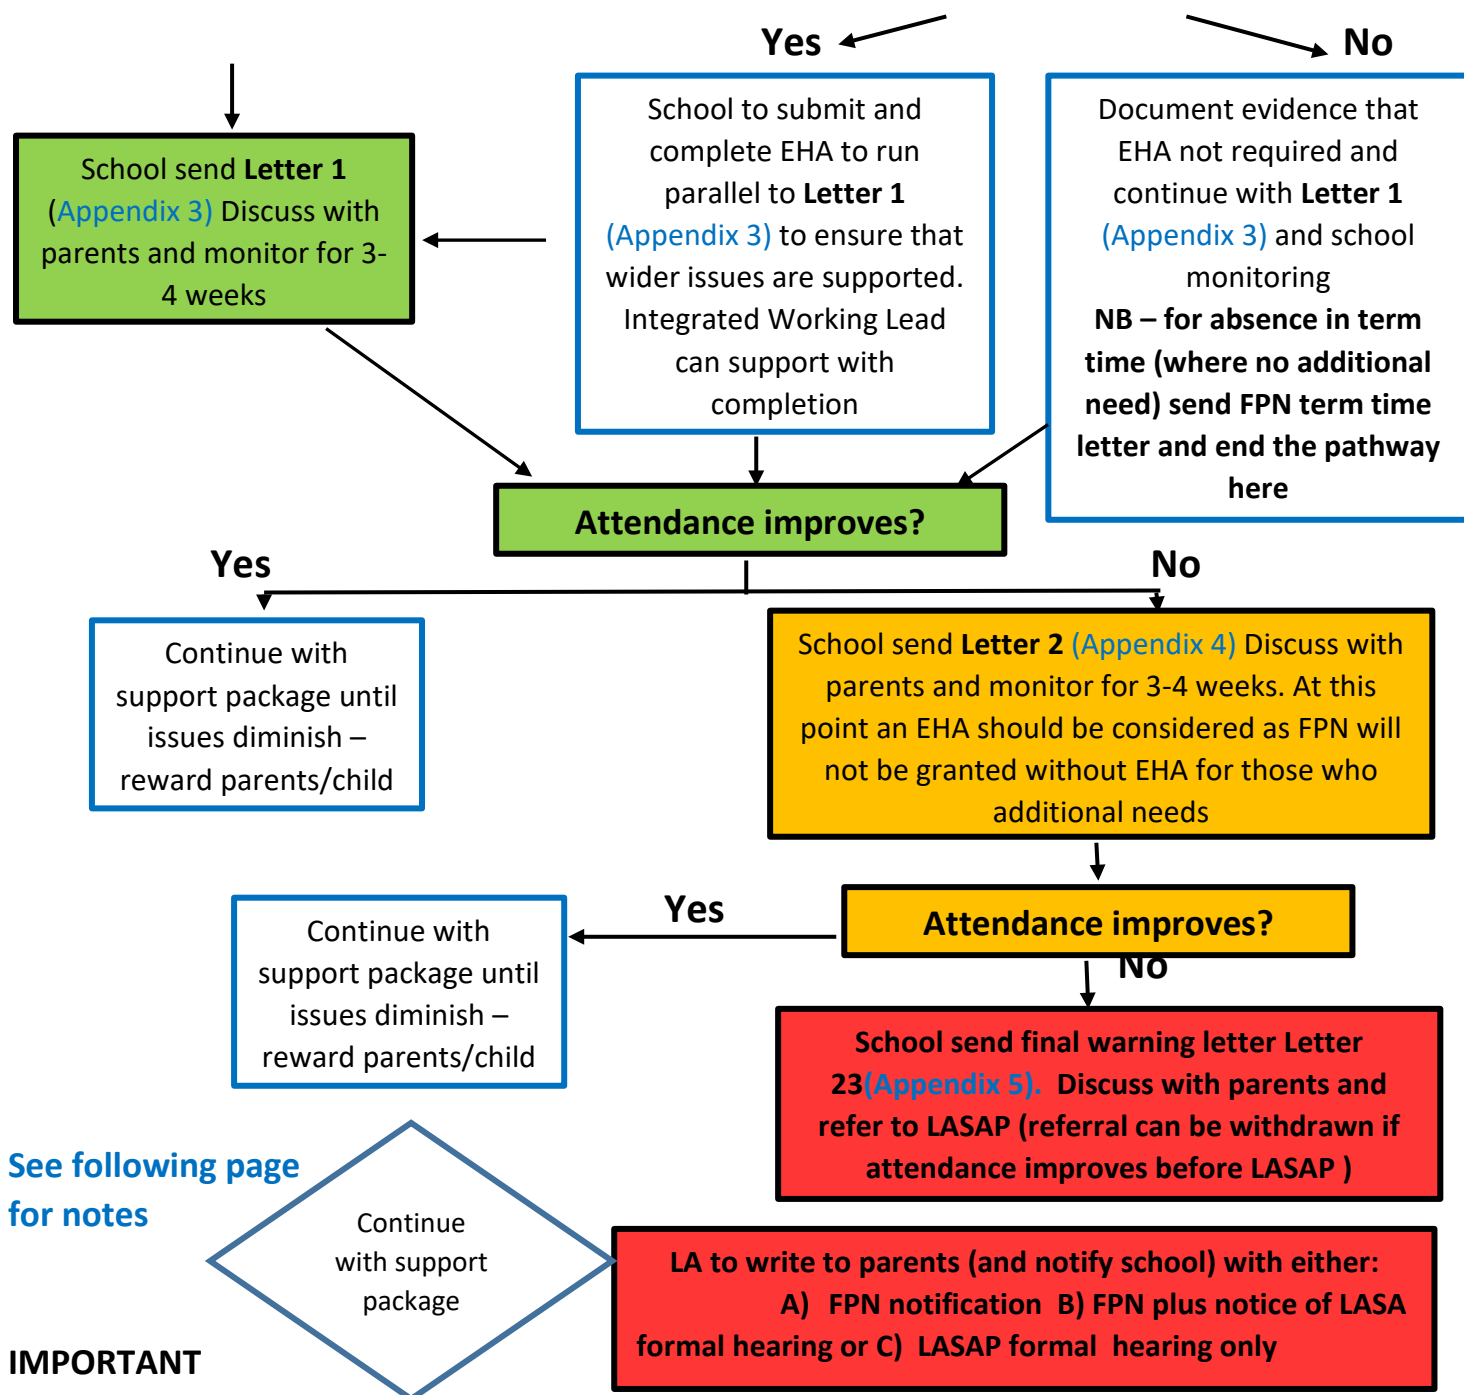 Yes
No
School send Letter 1
(Appendix 3) Discuss with
parents and monitor for 3-
4 weeks
School to submit and
complete EHA to run
parallel to Letter 1
(Appendix 3) to ensure that
wider issues are supported.
Integrated Working Lead
can support with
completion
Document evidence that
EHA not required and
continue with Letter 1
(Appendix 3) and school
monitoring
NB – for absence in term
time (where no additional
need) send FPN term time
letter and end the pathway
here
Attendance improves?
Yes
No
Continue with
support package until
issues diminish –
reward parents/child
School send Letter 2 (Appendix 4) Discuss with
parents and monitor for 3-4 weeks. At this
point an EHA should be considered as FPN will
not be granted without EHA for those who
additional needs
Attendance improves?
Yes
No
Continue with
support package until
issues diminish –
reward parents/child
School send final warning letter Letter
23(Appendix 5). Discuss with parents and
refer to LASAP (referral can be withdrawn if
attendance improves before LASAP )
See following page
for notes
Continue
with support
package
LA to write to parents (and notify school) with either:
A) FPN notification B) FPN plus notice of LASA
formal hearing or C) LASAP formal hearing only
IMPORTANT